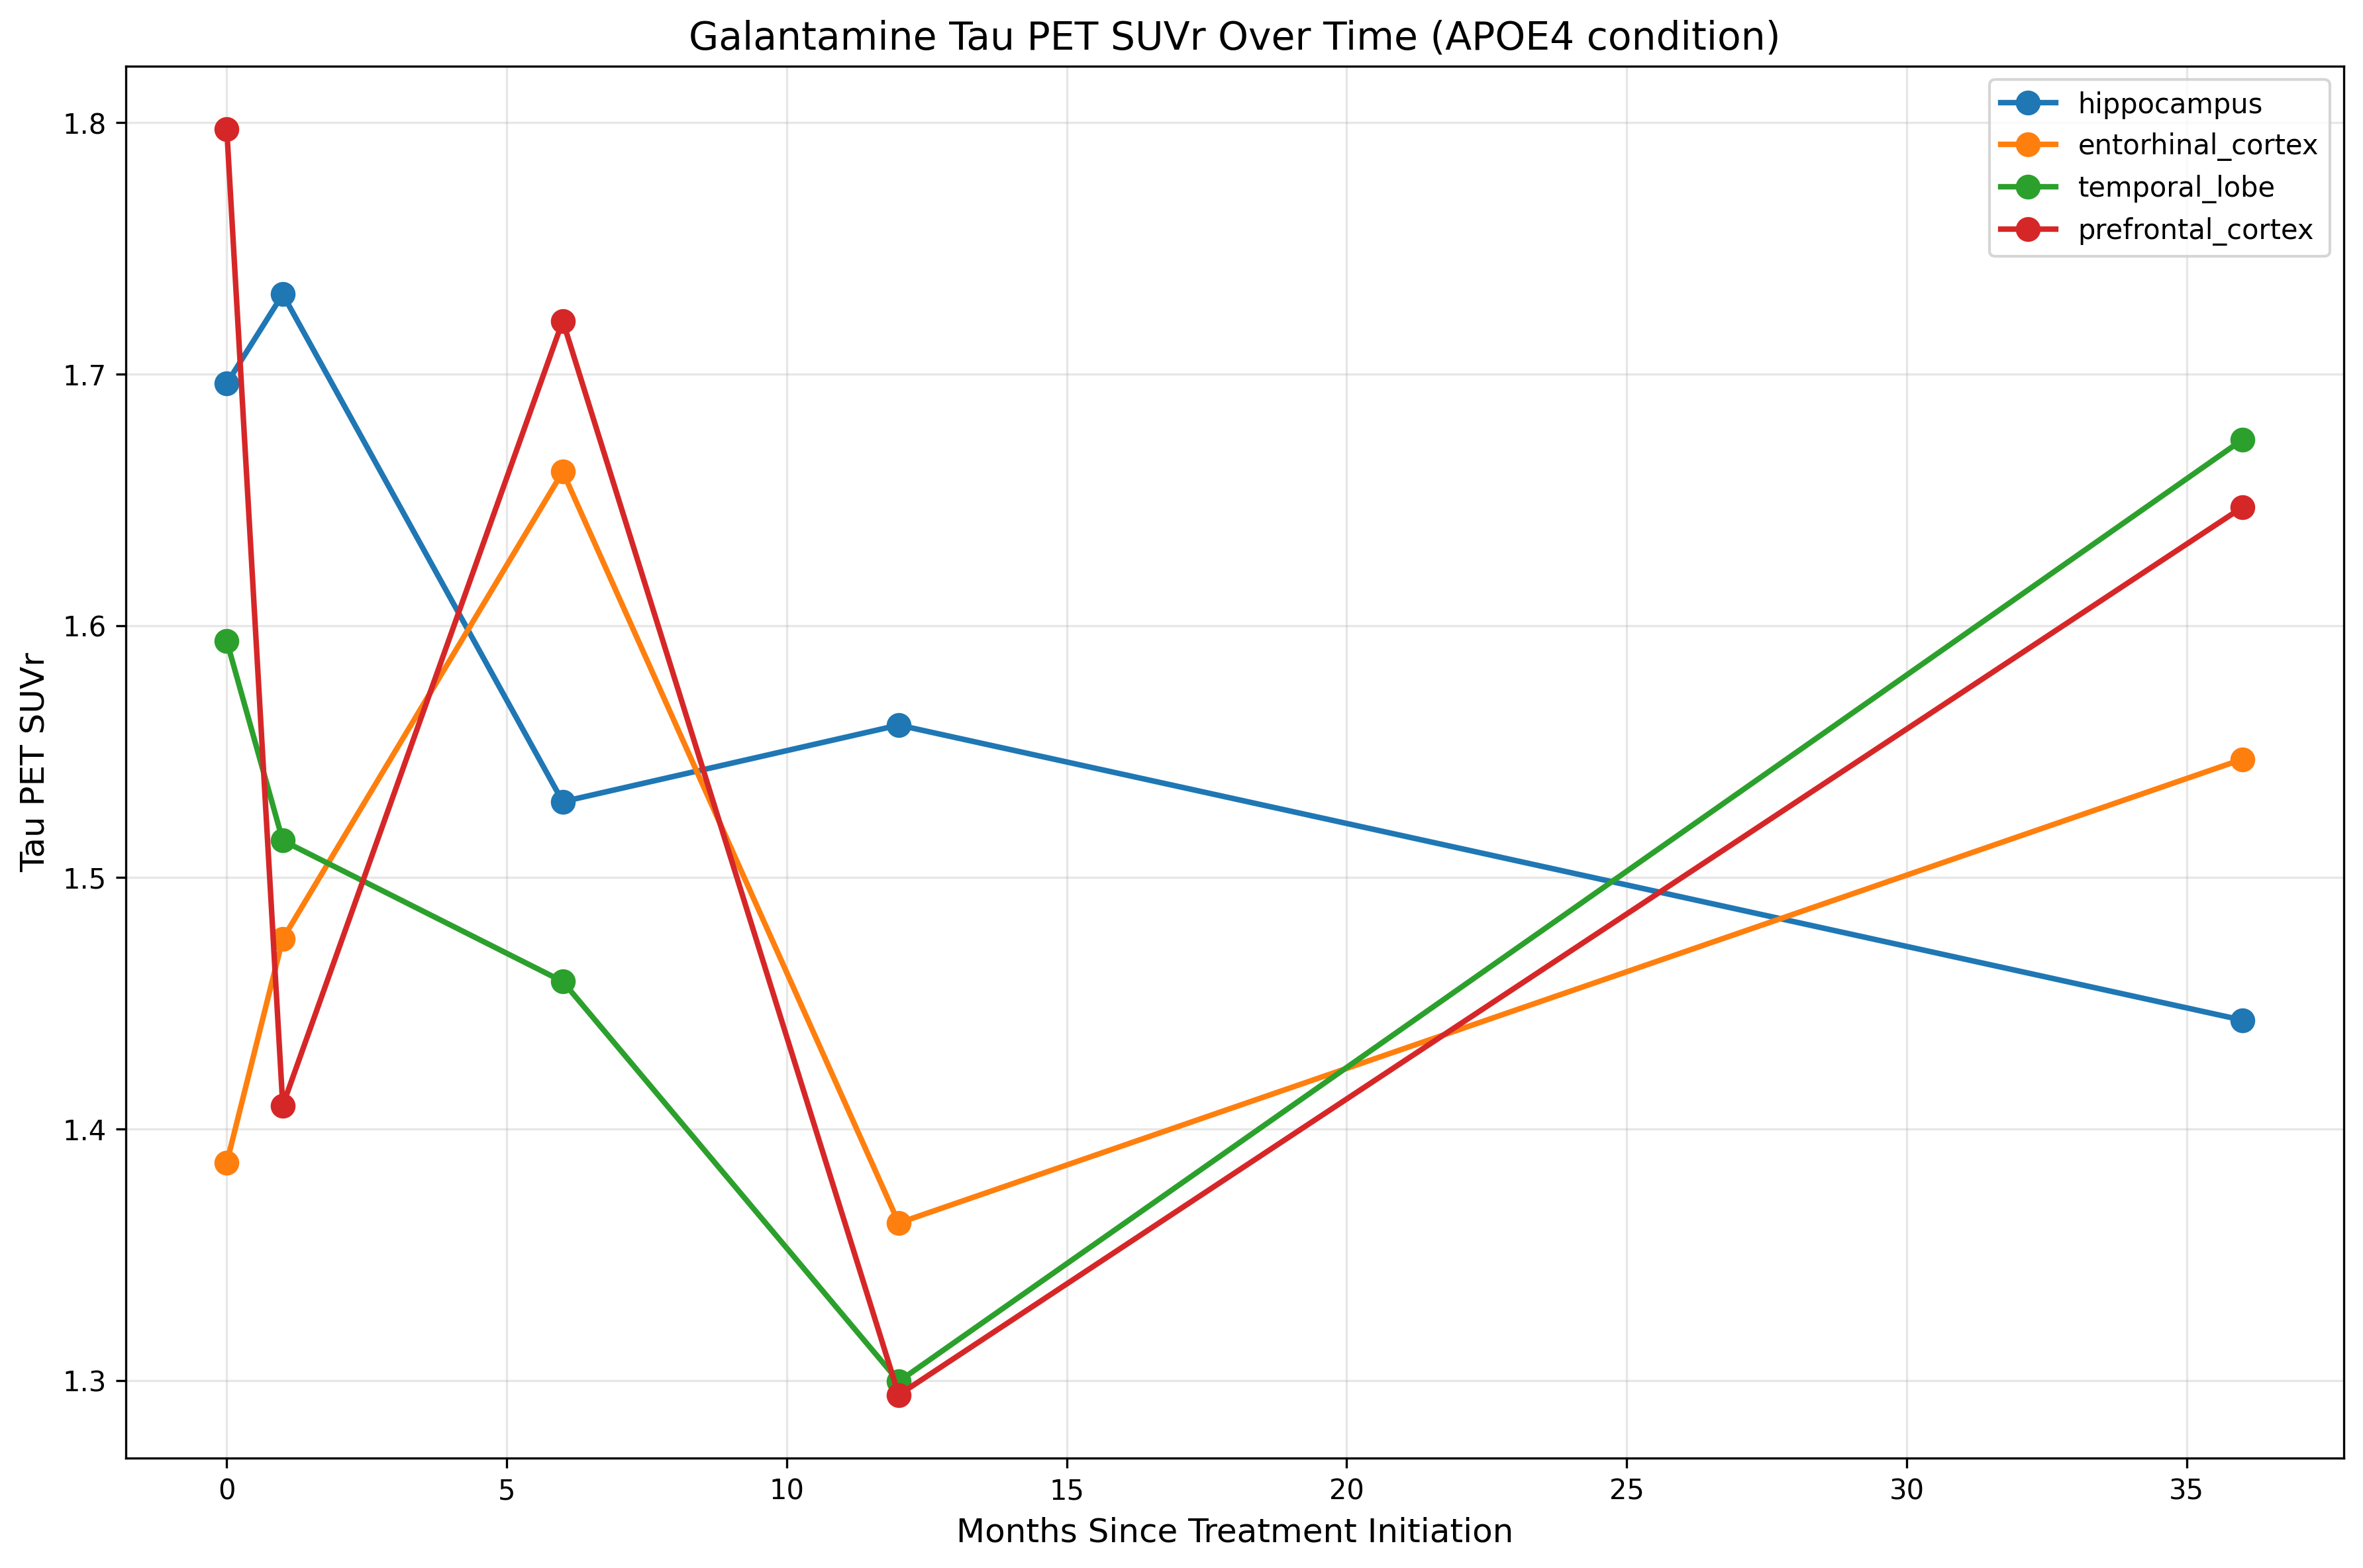 Galantamine Tau PET SUVr Over Time (APOE4 condition)
hippocampus
entorhinal_cortex
temporal_lobe
prefrontal_cortex
Tau PET SUVr
1.8
1.7
1.6
1.5
1.4
1.3
0 5 10 15 20 25 30 35
Months Since Treatment Initiation